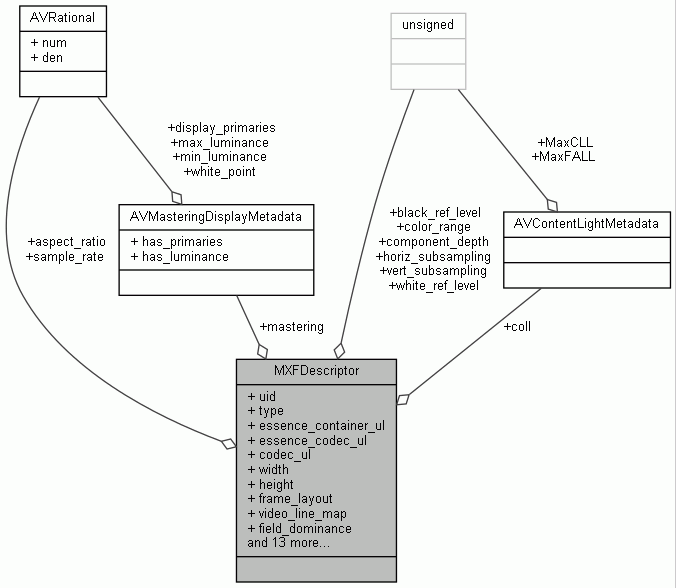 AVRational
+ num
+ den
unsigned
+display_primaries
+max_luminance
+min_luminance
+white_point
+MaxCLL
+MaxFALL
AVMasteringDisplayMetadata
+ has_primaries
+ has_luminance
+aspect_ratio
+sample_rate
+black_ref_level
+color_range
+component_depth
+horiz_subsampling
+vert_subsampling
+white_ref_level
AVContentLightMetadata
+mastering
+coll
MXFDescriptor
+ uid
+ type
+ essence_container_ul
+ essence_codec_ul
+ codec_ul
+ width
+ height
+ frame_layout
+ video_line_map
+ field_dominance
and 13 more...